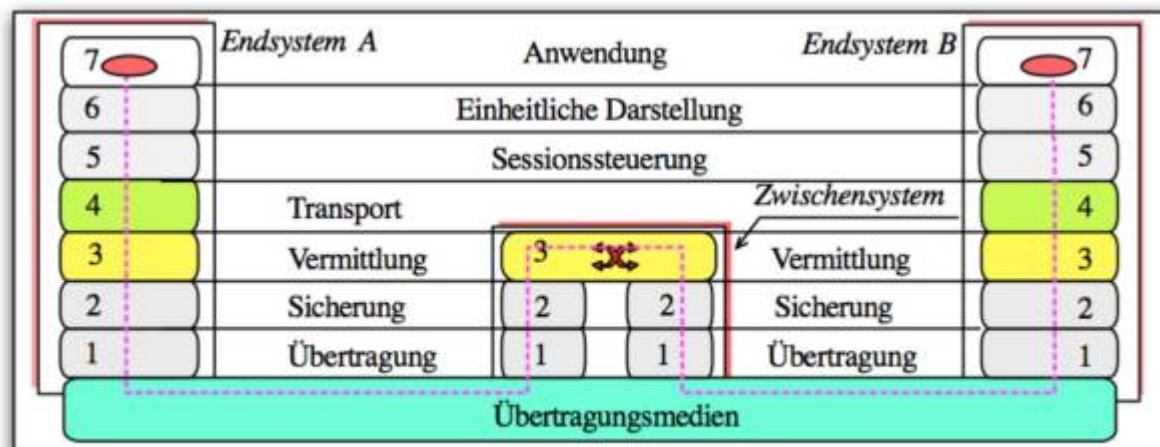 Endsystem A Anwendung Endsystem B
7 7
6 Einheitliche Darstellung 6
5 Sessionssteuerung 5
4 Transport Zwischensystem 4
3 Vermittlung 3 Vermittlung 3
2 Sicherung 2 2 Sicherung 2
1 Übertragung 1 1 Übertragung 1
Übertragungsmedien